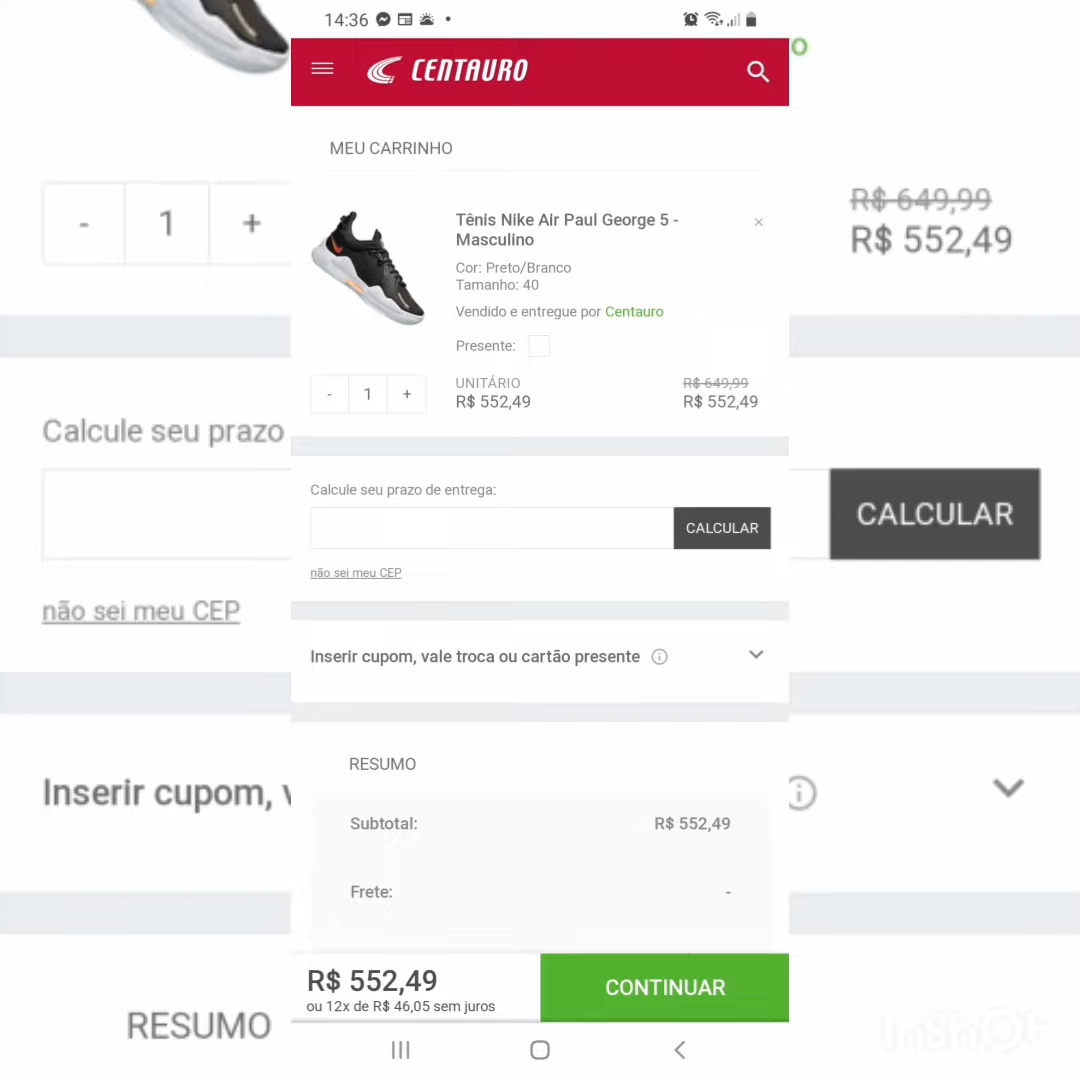 14:36
CENTAURO
MEU CARRINHO
Tênis Nike Air Paul George 5 -
Masculino
Cor: Preto/Branco
Tamanho: 40
Vendido e entregue por Centauro
Presente:
- 1 +
UNITÁRIO
R$ 552,49
R$ 649,99
R$ 552,49
Calcule seu prazo de entrega:
CALCULAR
não sei meu CEP
Inserir cupom, vale troca ou cartão presente
RESUMO
Subtotal: R$ 552,49
Frete: -
R$ 552,49
ou 12x de R$ 46,05 sem juros
CONTINUAR
o
- 1 +
R$ 649,99
R$ 552,49
Calcule seu prazo
CALCULAR
não sei meu CEP
Inserir cupom, v
RESUMO
InShOt